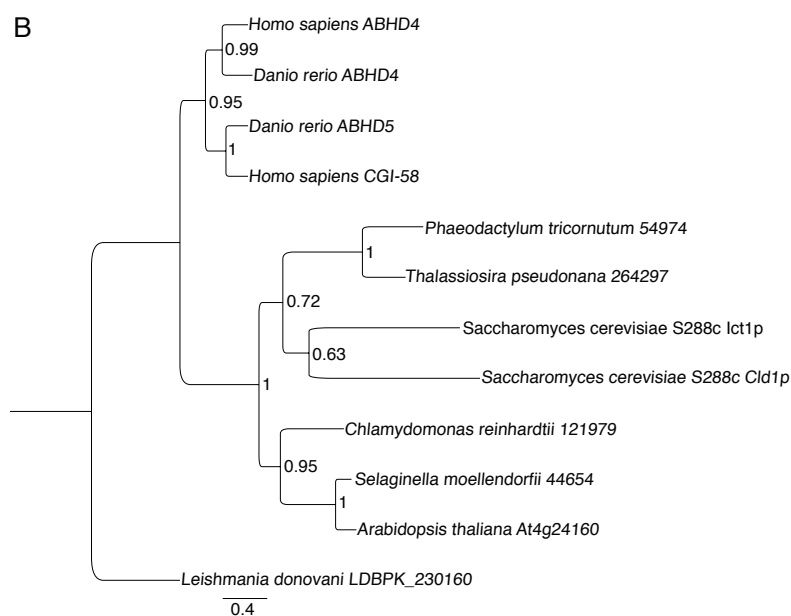 B
Homo sapiens ABHD4
0.99
Danio rerio ABHD4
0.95
Danio rerio ABHD5
1
Homo sapiens CGI-58
Phaeodactylum tricornutum 54974
1
Thalassiosira pseudonana 264297
0.72
Saccharomyces cerevisiae S288c Ict1p
0.63
Saccharomyces cerevisiae S288c Cld1p
1
Chlamydomonas reinhardtii 121979
0.95
Selaginella moellendorfii 44654
1
Arabidopsis thaliana At4g24160
Leishmania donovani LDBPK_230160
0.4